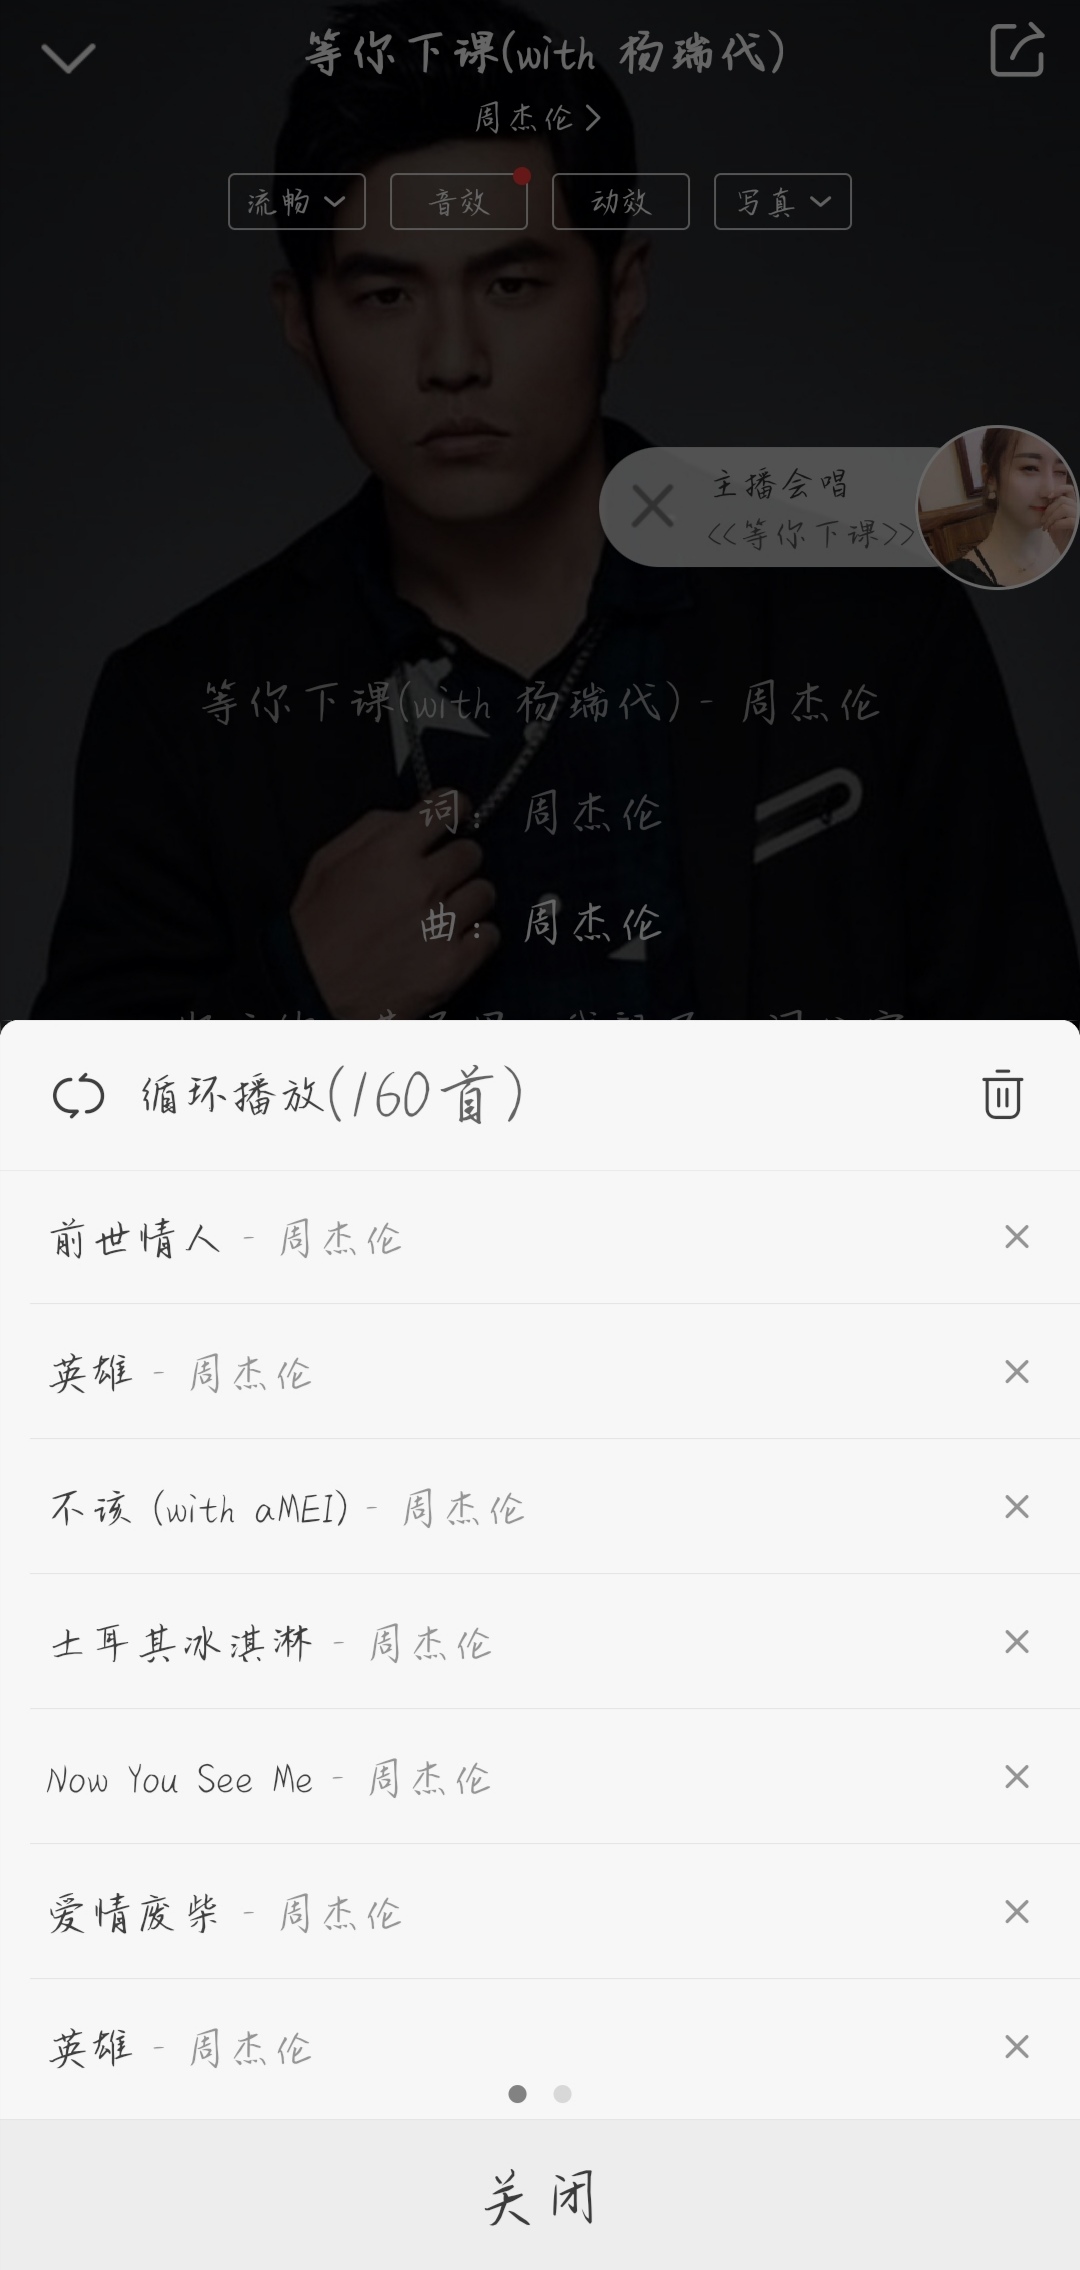 等你下课(with 杨瑞代)
周杰伦
流畅
音效
动效
写真
主播会唱
<<等你下课>>
等你下课(with 杨瑞代) - 周杰伦
词： 周杰伦
曲： 周杰伦
循环播放(160首)
前世情人 - 周杰伦
英雄 - 周杰伦
不该 (with aMEI) - 周杰伦
土耳其冰淇淋 - 周杰伦
Now You See Me - 周杰伦
爱情废柴 - 周杰伦
英雄 - 周杰伦
关闭